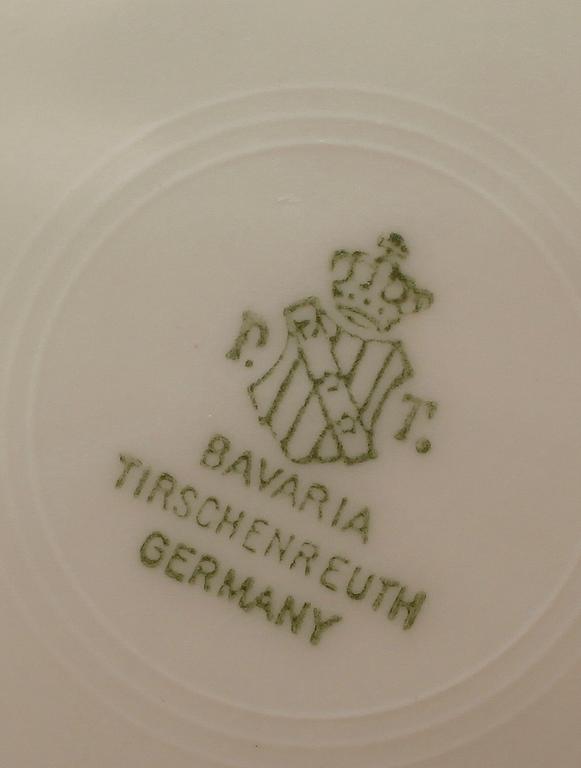 P. T.
BAVARIA
TIRSCHENREUTH
GERMANY